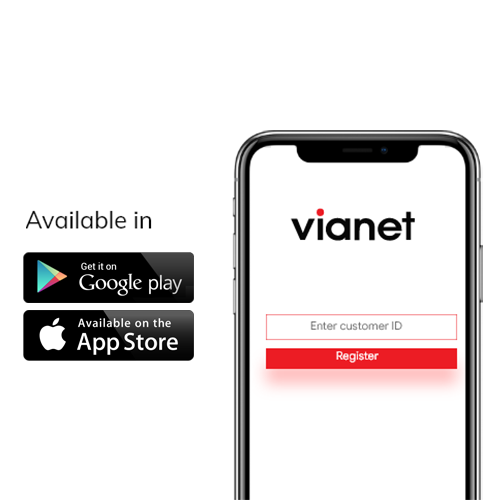 Available in
Get it on
Google play
Available on the
App Store
vianet
Enter customer ID
Register